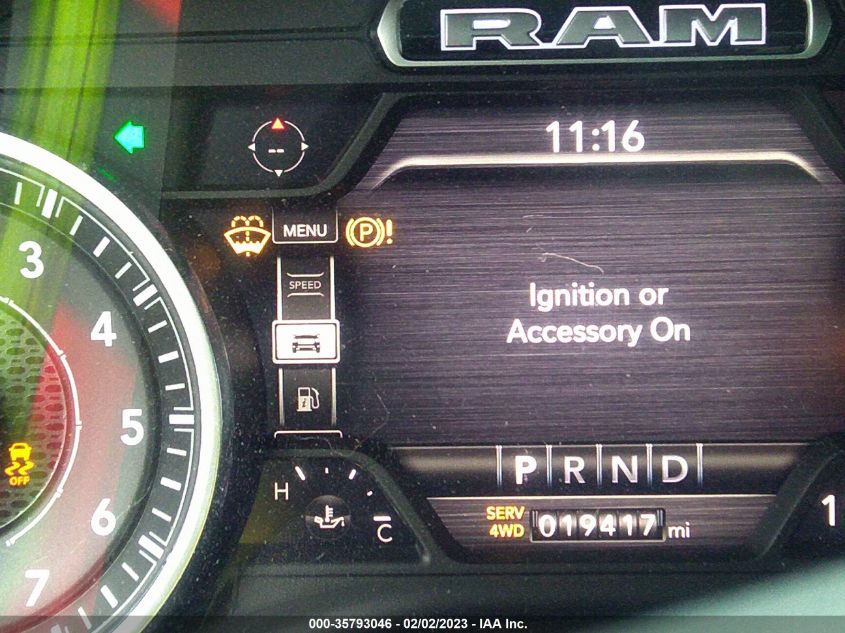 RAM
11:16
--
MENU
(P)!
SPEED
Ignition or
Accessory On
3
4
5
6
7
OFF
H
C
P R N D
SERV
4WD
019417 mi
1
000-35793046 — 02/02/2023 — IAA Inc.